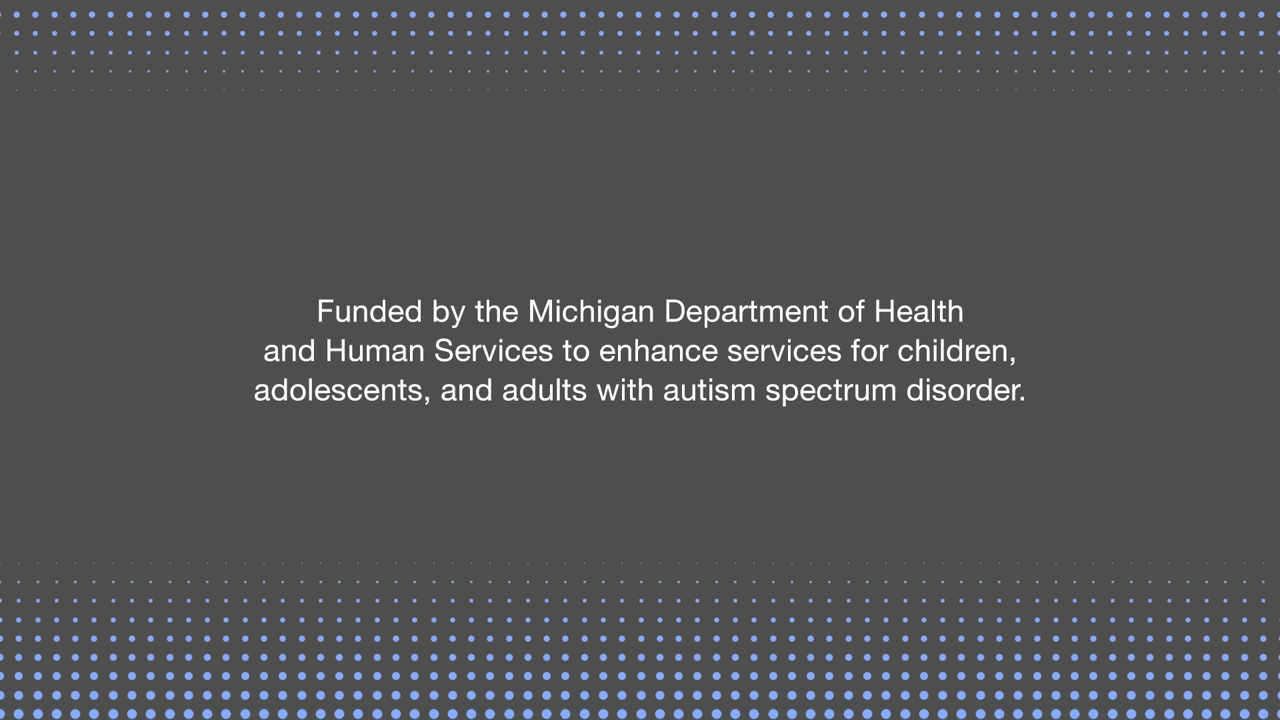 Funded by the Michigan Department of Health
and Human Services to enhance services for children,
adolescents, and adults with autism spectrum disorder.